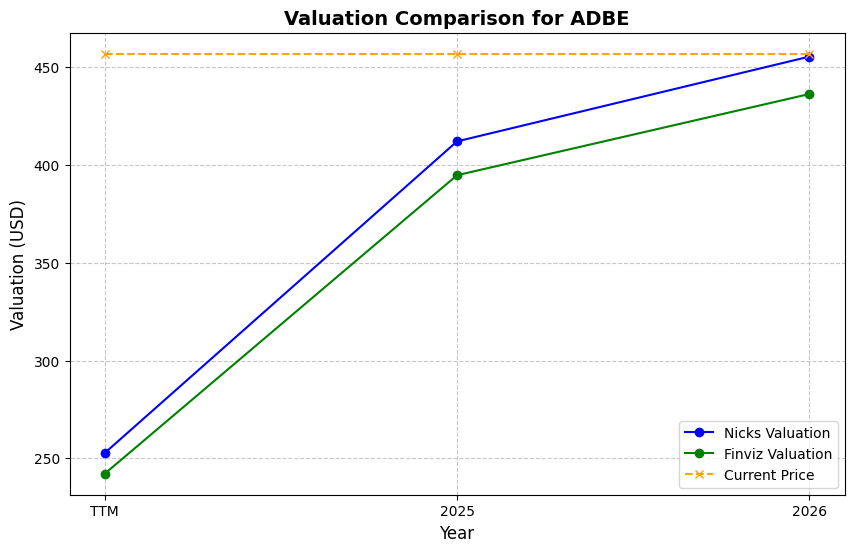 Valuation Comparison for ADBE
Valuation (USD)
450
400
350
300
250
TTM
2025
2026
Year
Nicks Valuation
Finviz Valuation
Current Price